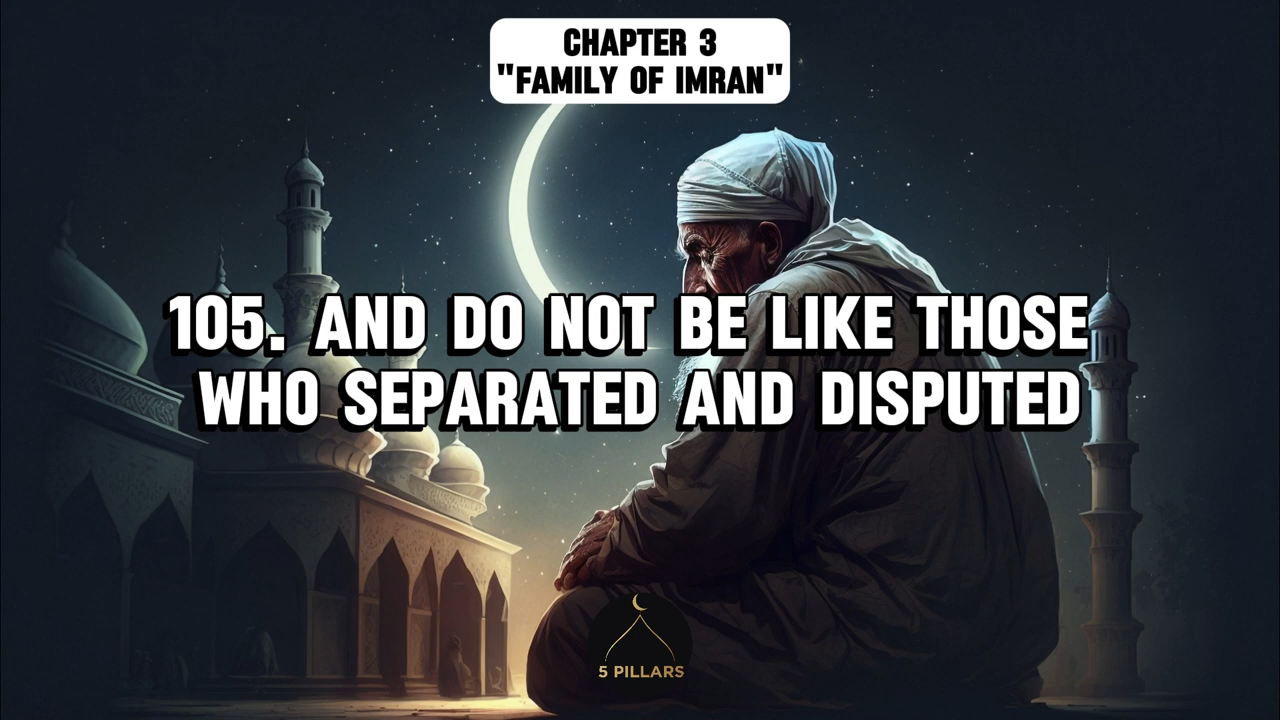 CHAPTER 3
"FAMILY OF IMRAN"
105. AND DO NOT BE LIKE THOSE
WHO SEPARATED AND DISPUTED
5 PILLARS